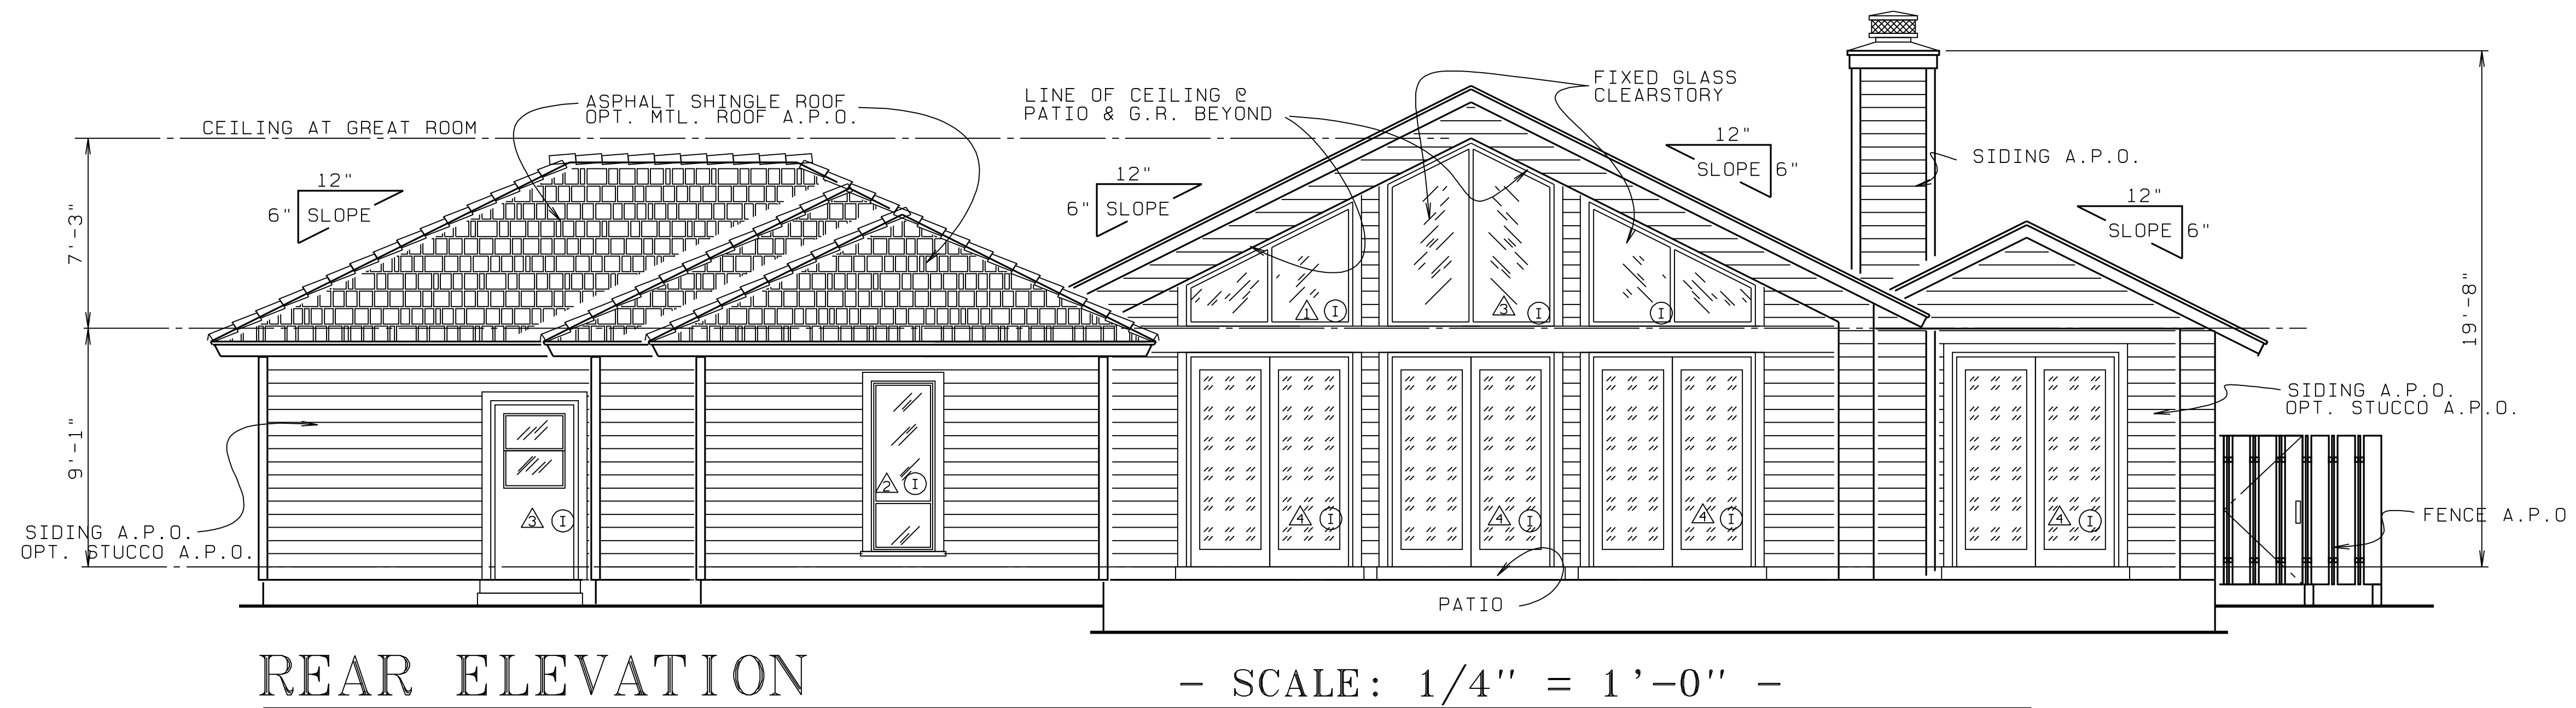 FIXED GLASS
CLEARSTORY
LINE OF CEILING @
PATIO & G.R. BEYOND
ASPHALT SHINGLE ROOF
OPT. MTL. ROOF A.P.O.
CEILING AT GREAT ROOM
12"
SLOPE 6"
SIDING A.P.O.
12"
6" SLOPE
12"
6" SLOPE
12"
SLOPE 6"
7'-3"
19'-8"
1 I
3 I
I
SIDING A.P.O.
OPT. STUCCO A.P.O.
9'-1"
2 I
3 I
4 I
4 I
4 I
4 I
FENCE A.P.O
SIDING A.P.O.
OPT. STUCCO A.P.O.
PATIO
REAR ELEVATION
- SCALE: 1/4" = 1'-0" -